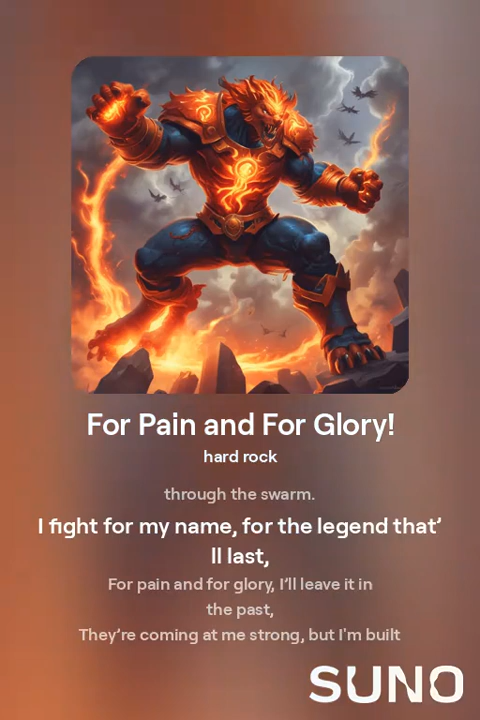 For Pain and For Glory!
hard rock
through the swarm.
I fight for my name, for the legend that’
ll last,
For pain and for glory, I’ll leave it in
the past,
They’re coming at me strong, but I'm built
SUNO